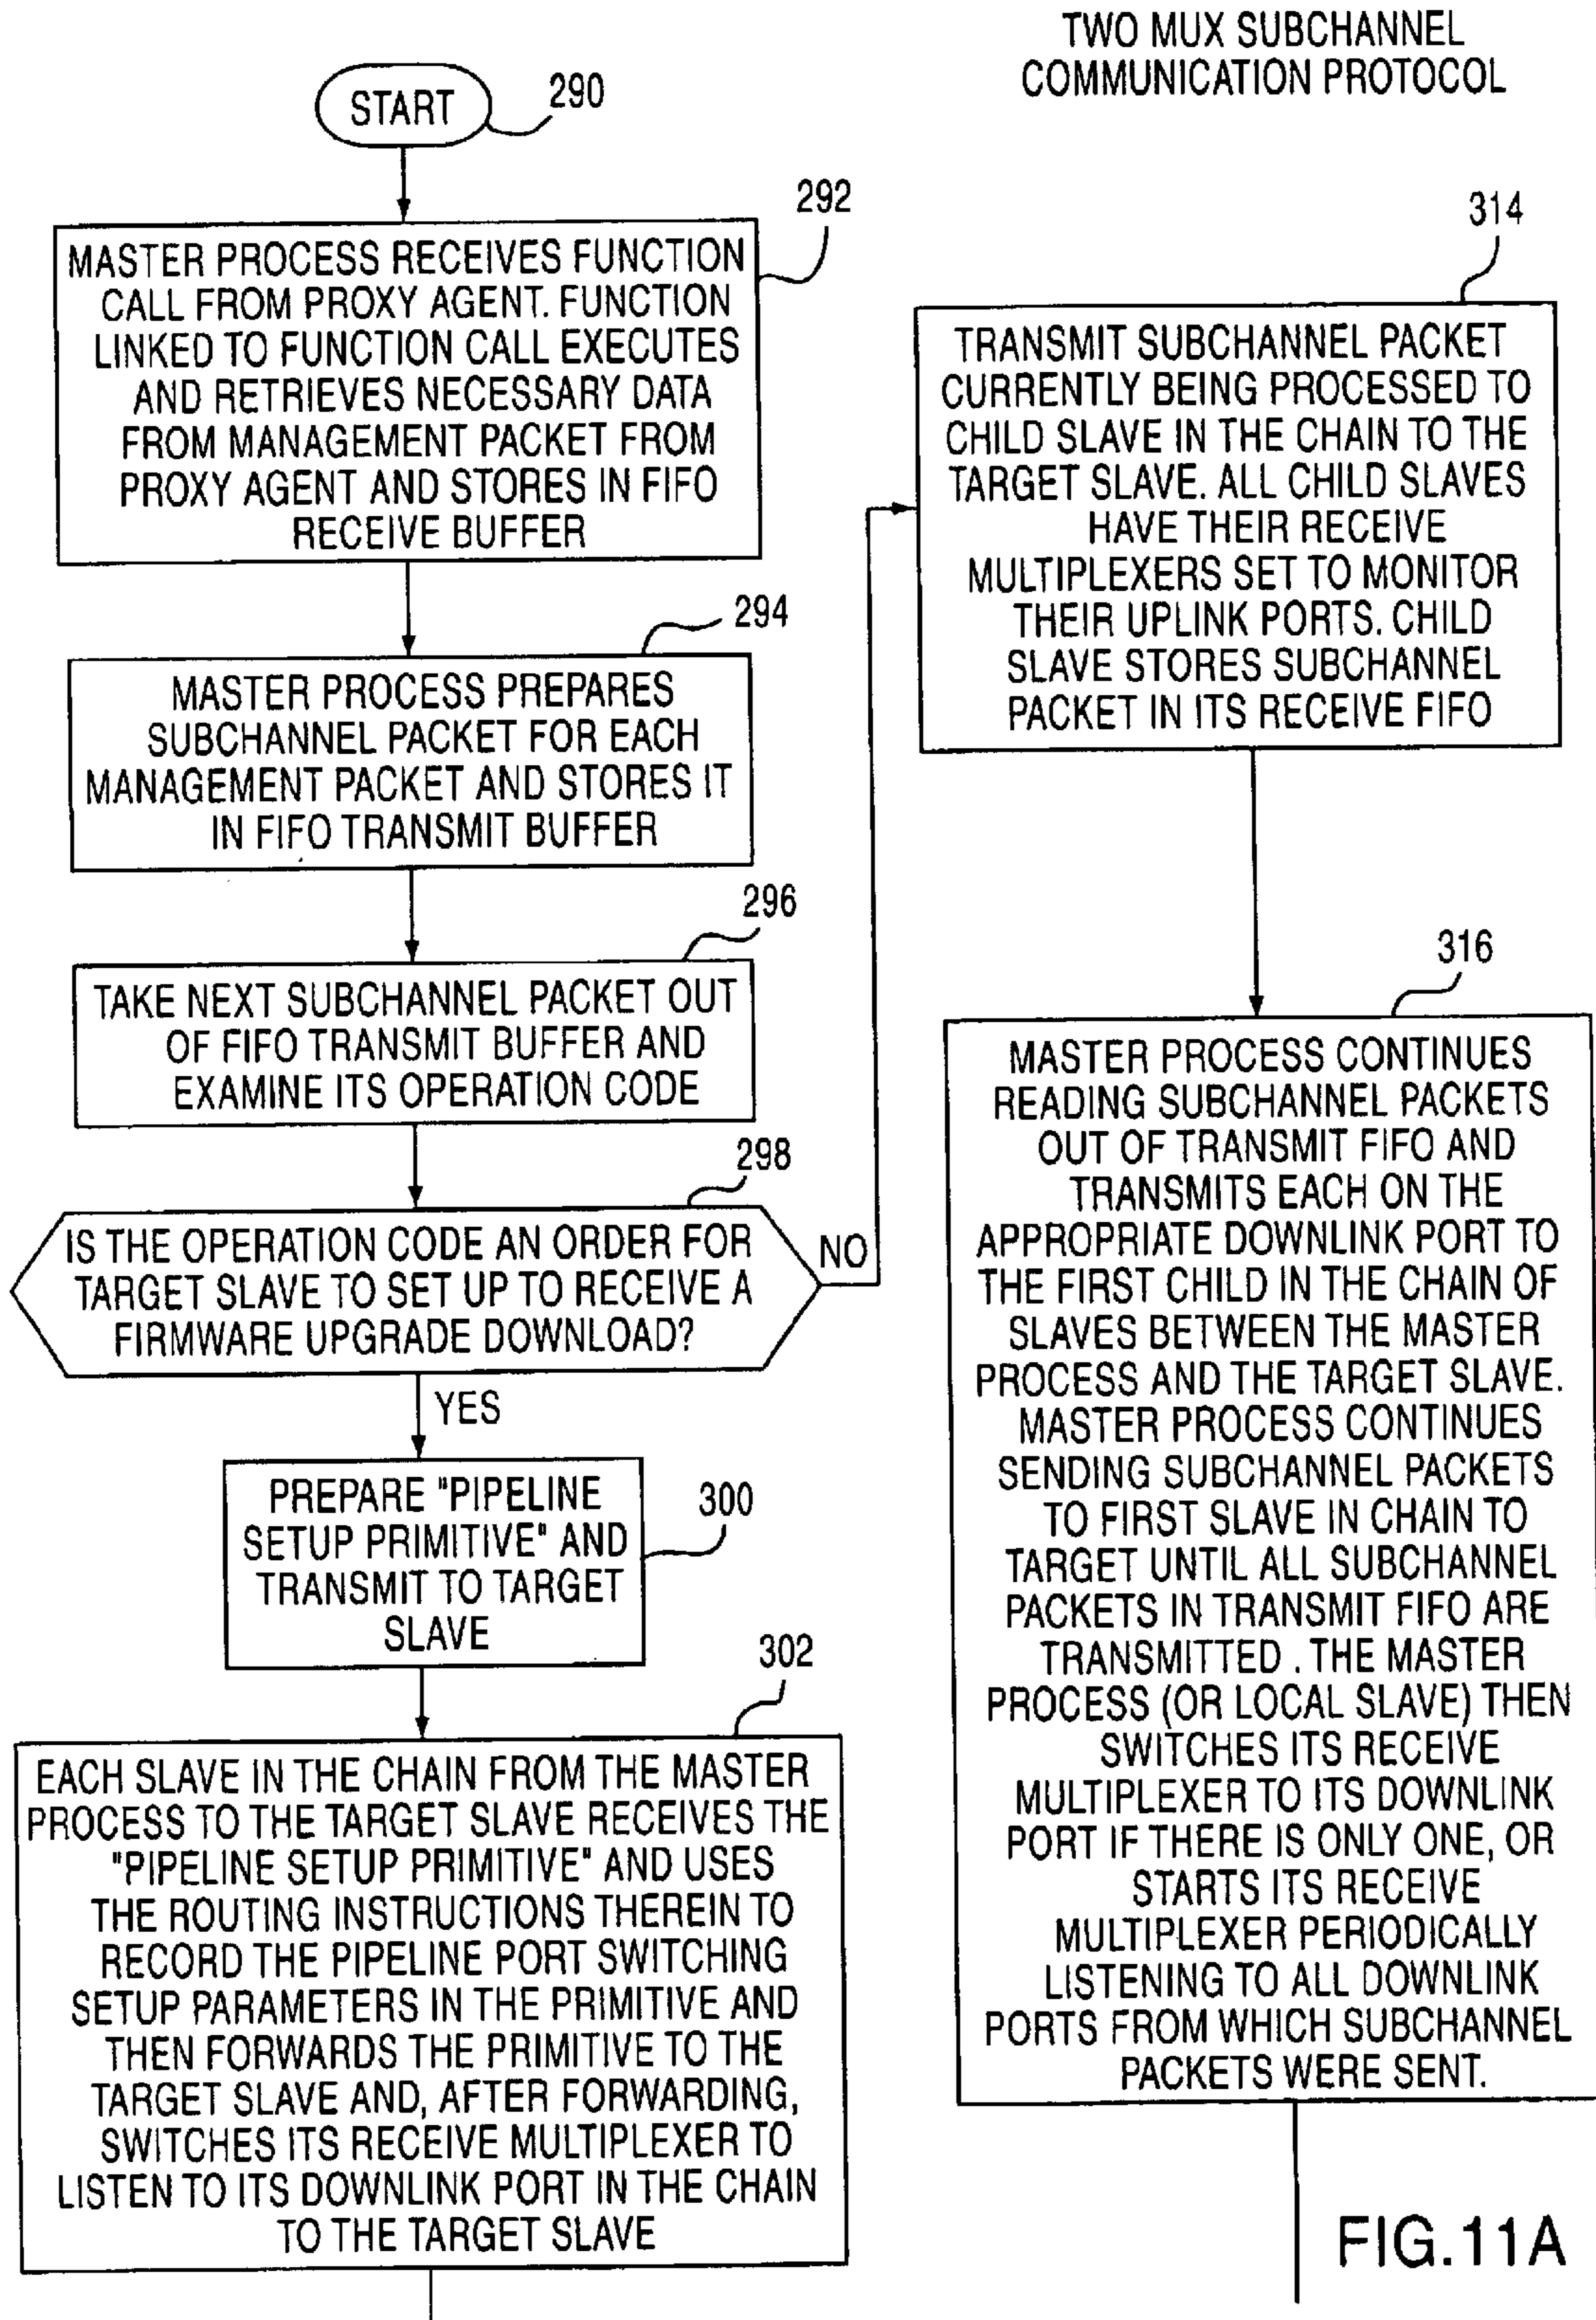 TWO MUX SUBCHANNEL
COMMUNICATION PROTOCOL
START
290
292
MASTER PROCESS RECEIVES FUNCTION
CALL FROM PROXY AGENT. FUNCTION
LINKED TO FUNCTION CALL EXECUTES
AND RETRIEVES NECESSARY DATA
FROM MANAGEMENT PACKET FROM
PROXY AGENT AND STORES IN FIFO
RECEIVE BUFFER
294
MASTER PROCESS PREPARES
SUBCHANNEL PACKET FOR EACH
MANAGEMENT PACKET AND STORES IT
IN FIFO TRANSMIT BUFFER
296
TAKE NEXT SUBCHANNEL PACKET OUT
OF FIFO TRANSMIT BUFFER AND
EXAMINE ITS OPERATION CODE
298
IS THE OPERATION CODE AN ORDER FOR
TARGET SLAVE TO SET UP TO RECEIVE A
FIRMWARE UPGRADE DOWNLOAD?
NO
YES
PREPARE "PIPELINE
SETUP PRIMITIVE" AND
TRANSMIT TO TARGET
SLAVE
300
302
EACH SLAVE IN THE CHAIN FROM THE MASTER
PROCESS TO THE TARGET SLAVE RECEIVES THE
"PIPELINE SETUP PRIMITIVE" AND USES
THE ROUTING INSTRUCTIONS THEREIN TO
RECORD THE PIPELINE PORT SWITCHING
SETUP PARAMETERS IN THE PRIMITIVE AND
THEN FORWARDS THE PRIMITIVE TO THE
TARGET SLAVE AND, AFTER FORWARDING,
SWITCHES ITS RECEIVE MULTIPLEXER TO
LISTEN TO ITS DOWNLINK PORT IN THE CHAIN
TO THE TARGET SLAVE
314
TRANSMIT SUBCHANNEL PACKET
CURRENTLY BEING PROCESSED TO
CHILD SLAVE IN THE CHAIN TO THE
TARGET SLAVE. ALL CHILD SLAVES
HAVE THEIR RECEIVE
MULTIPLEXERS SET TO MONITOR
THEIR UPLINK PORTS. CHILD
SLAVE STORES SUBCHANNEL
PACKET IN ITS RECEIVE FIFO
316
MASTER PROCESS CONTINUES
READING SUBCHANNEL PACKETS
OUT OF TRANSMIT FIFO AND
TRANSMITS EACH ON THE
APPROPRIATE DOWNLINK PORT TO
THE FIRST CHILD IN THE CHAIN OF
SLAVES BETWEEN THE MASTER
PROCESS AND THE TARGET SLAVE.
MASTER PROCESS CONTINUES
SENDING SUBCHANNEL PACKETS
TO FIRST SLAVE IN CHAIN TO
TARGET UNTIL ALL SUBCHANNEL
PACKETS IN TRANSMIT FIFO ARE
TRANSMITTED . THE MASTER
PROCESS (OR LOCAL SLAVE) THEN
SWITCHES ITS RECEIVE
MULTIPLEXER TO ITS DOWNLINK
PORT IF THERE IS ONLY ONE, OR
STARTS ITS RECEIVE
MULTIPLEXER PERIODICALLY
LISTENING TO ALL DOWNLINK
PORTS FROM WHICH SUBCHANNEL
PACKETS WERE SENT.
FIG.11A